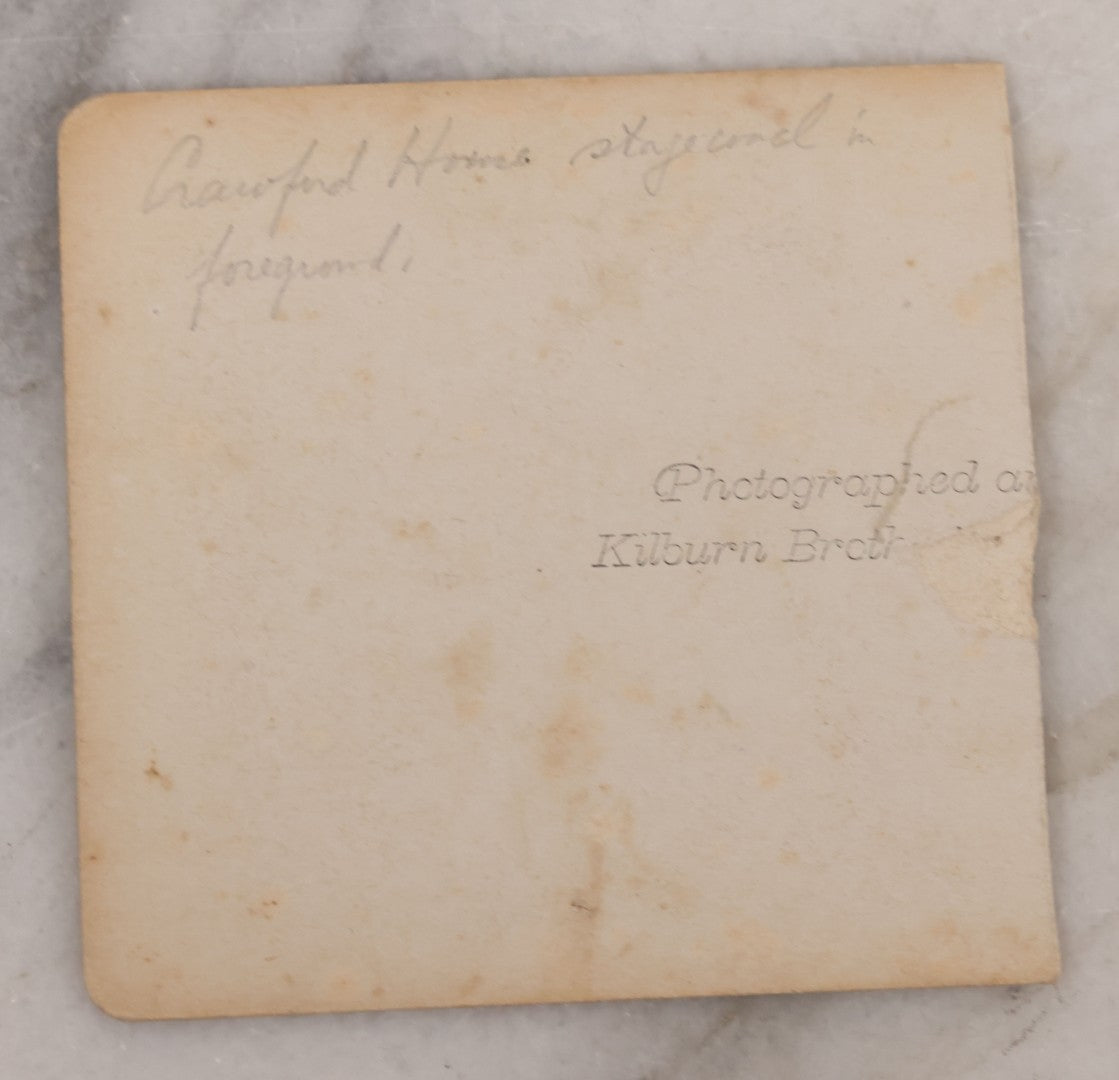 Crawford House stagecoach in
foreground.
Photographed a
Kilburn Broth